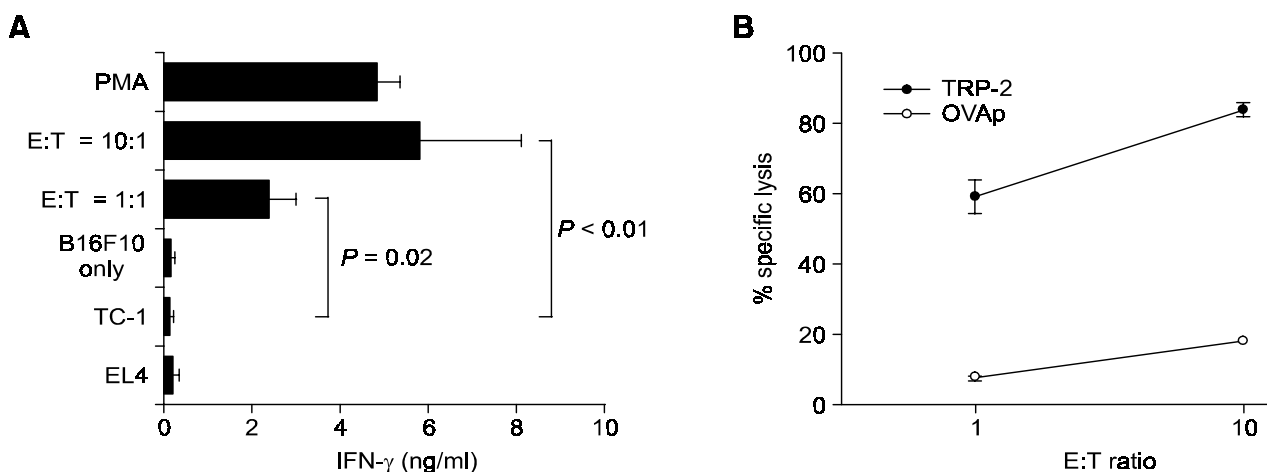 A
PMA
E:T = 10:1
E:T = 1:1
B16F10
only
TC-1
EL4
P < 0.01
P = 0.02
0 2 4 6 8 10
IFN-γ (ng/ml)
B
100
80
60
40
20
0
% specific lysis
TRP-2
OVAp
1 10
E:T ratio